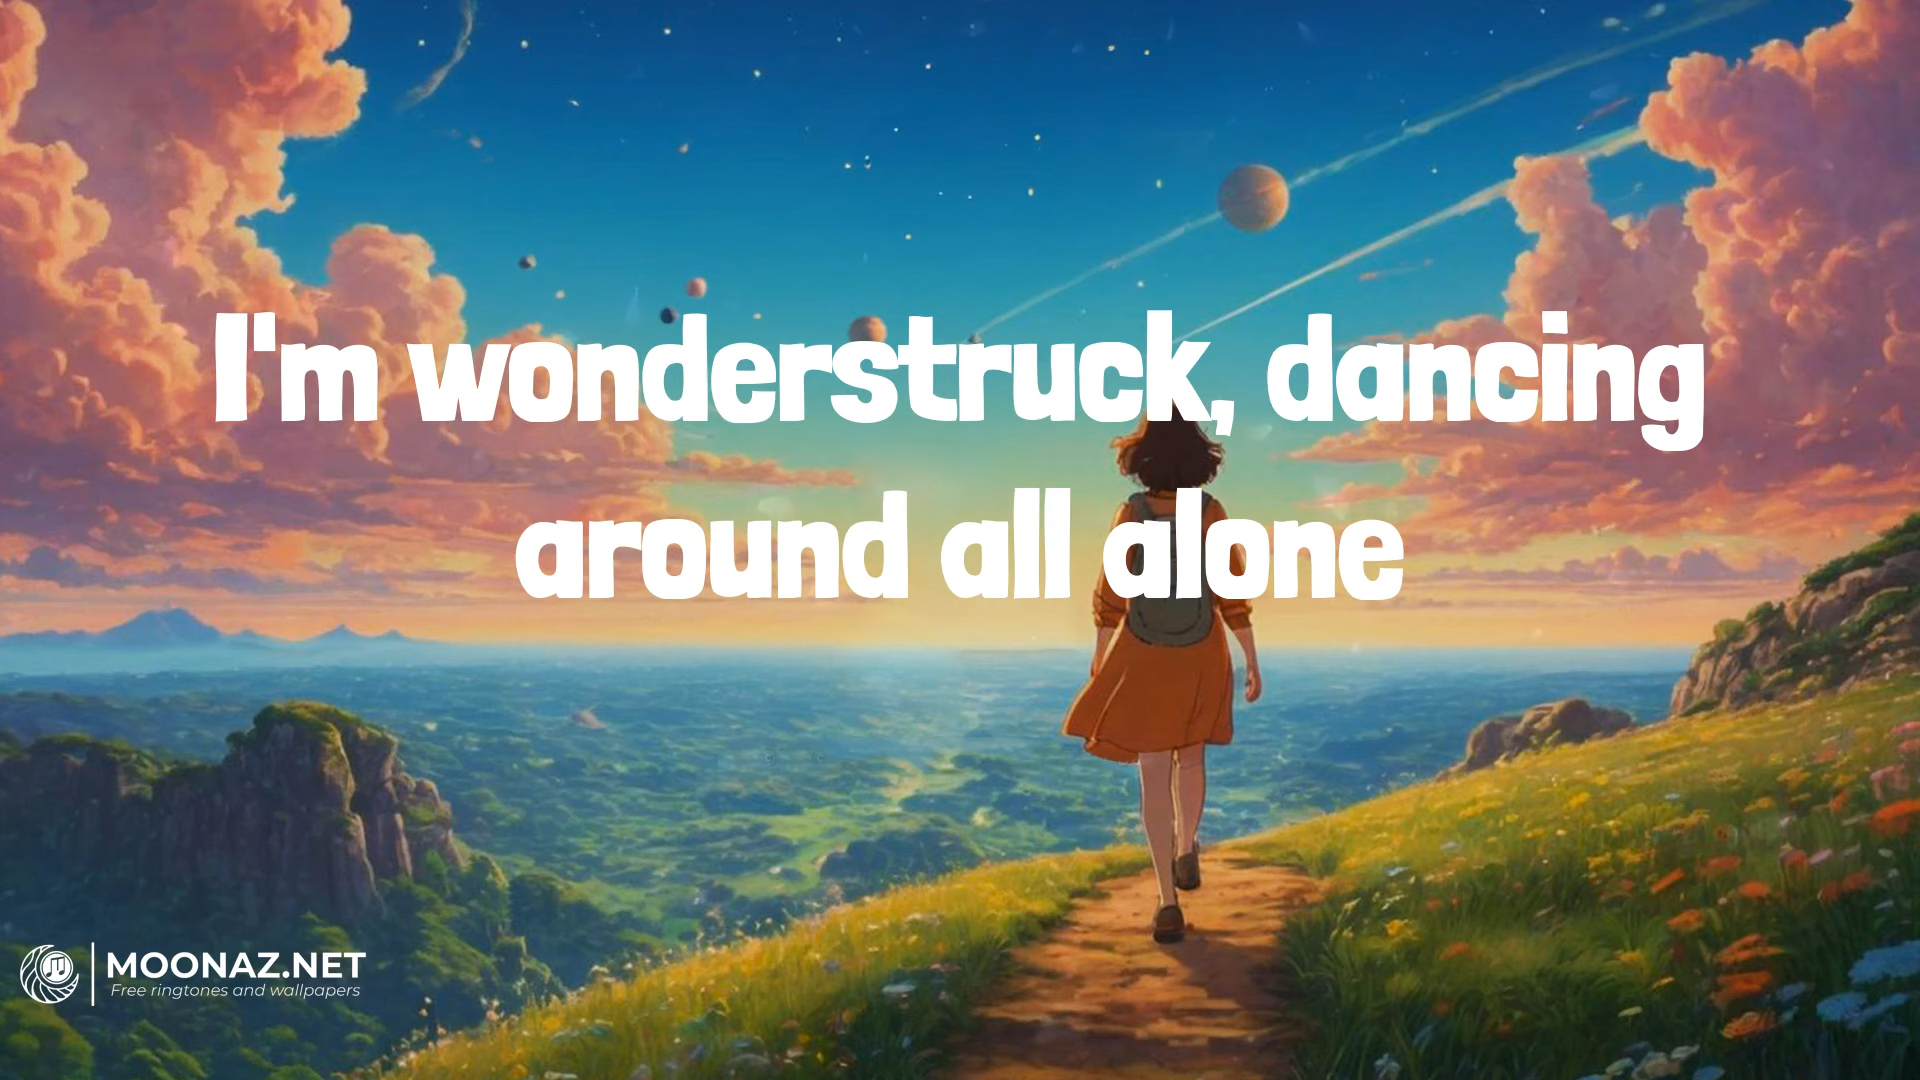 I'm wonderstruck, dancing
around all alone
MOONAZ.NET
Free ringtones and wallpapers